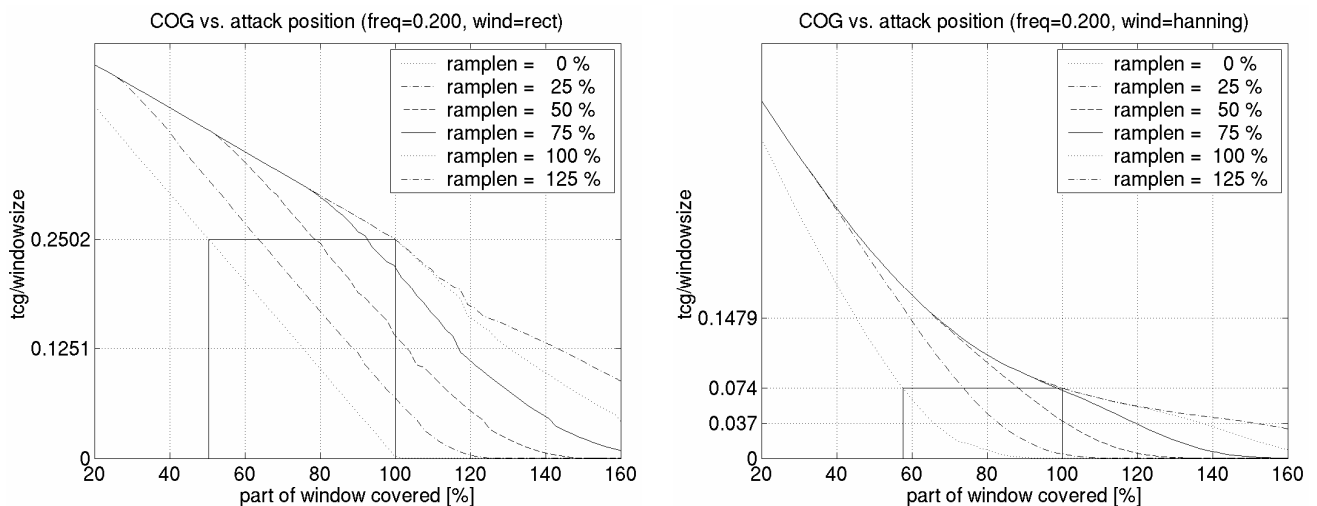 COG vs. attack position (freq=0.200, wind=rect)
ramplen = 0 %
ramplen = 25 %
ramplen = 50 %
ramplen = 75 %
ramplen = 100 %
ramplen = 125 %
tcg/windowsize
0.2502
0.1251
0
20 40 60 80 100 120 140 160
part of window covered [%]
COG vs. attack position (freq=0.200, wind=hanning)
ramplen = 0 %
ramplen = 25 %
ramplen = 50 %
ramplen = 75 %
ramplen = 100 %
ramplen = 125 %
tcg/windowsize
0.1479
0.074
0.037
0
20 40 60 80 100 120 140 160
part of window covered [%]